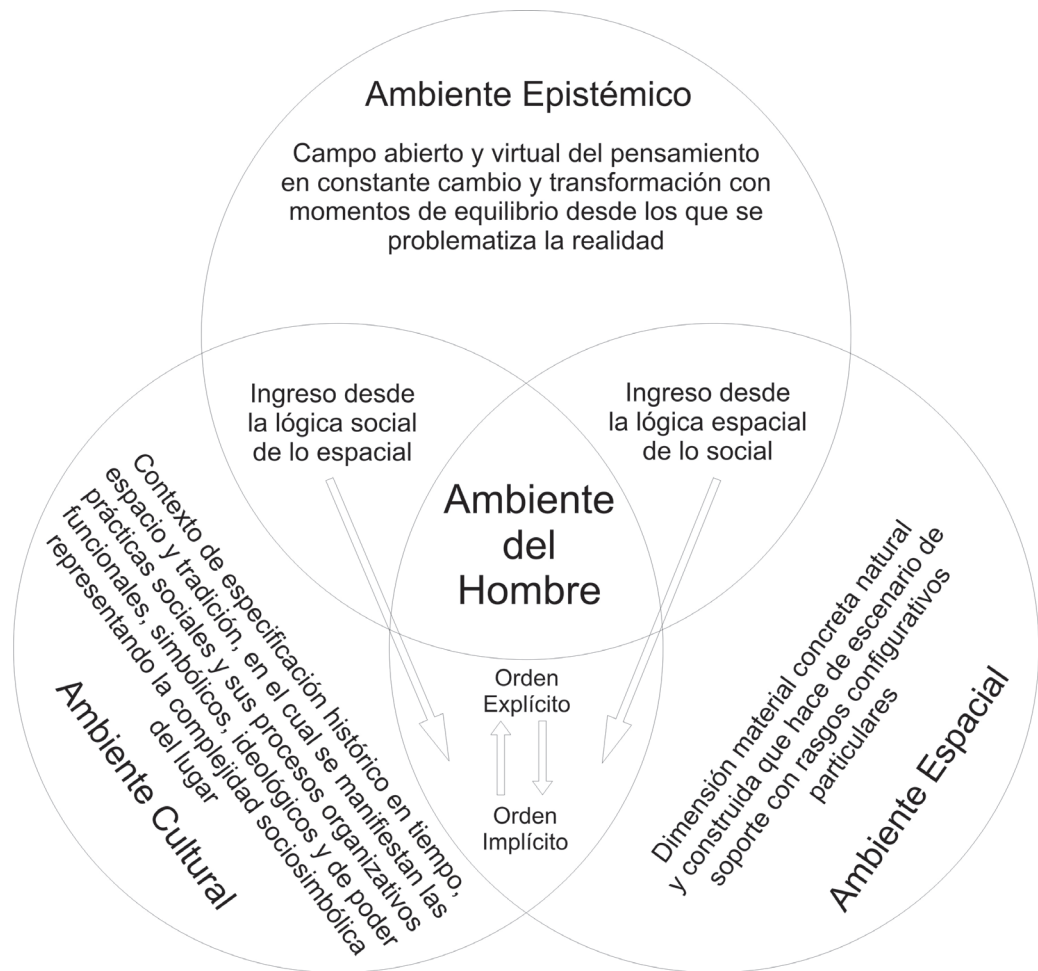 Ambiente Epistémico
Campo abierto y virtual del pensamiento
en constante cambio y transformación con
momentos de equilibrio desde los que se
problematiza la realidad
Ingreso desde
la lógica social
de lo espacial
Ingreso desde
la lógica espacial
de lo social
Ambiente
del
Hombre
Orden
Explícito
Orden
Implícito
Contexto de especificación histórico en tiempo,
espacio y tradición, en el cual se manifiestan las
prácticas sociales y sus procesos organizativos
funcionales, simbólicos, ideológicos y de poder
representando la complejidad sociosimbólica
del lugar
Ambiente Cultural
Dimensión material concreta natural
y construida que hace de escenario de
soporte con rasgos configurativos
particulares
Ambiente Espacial